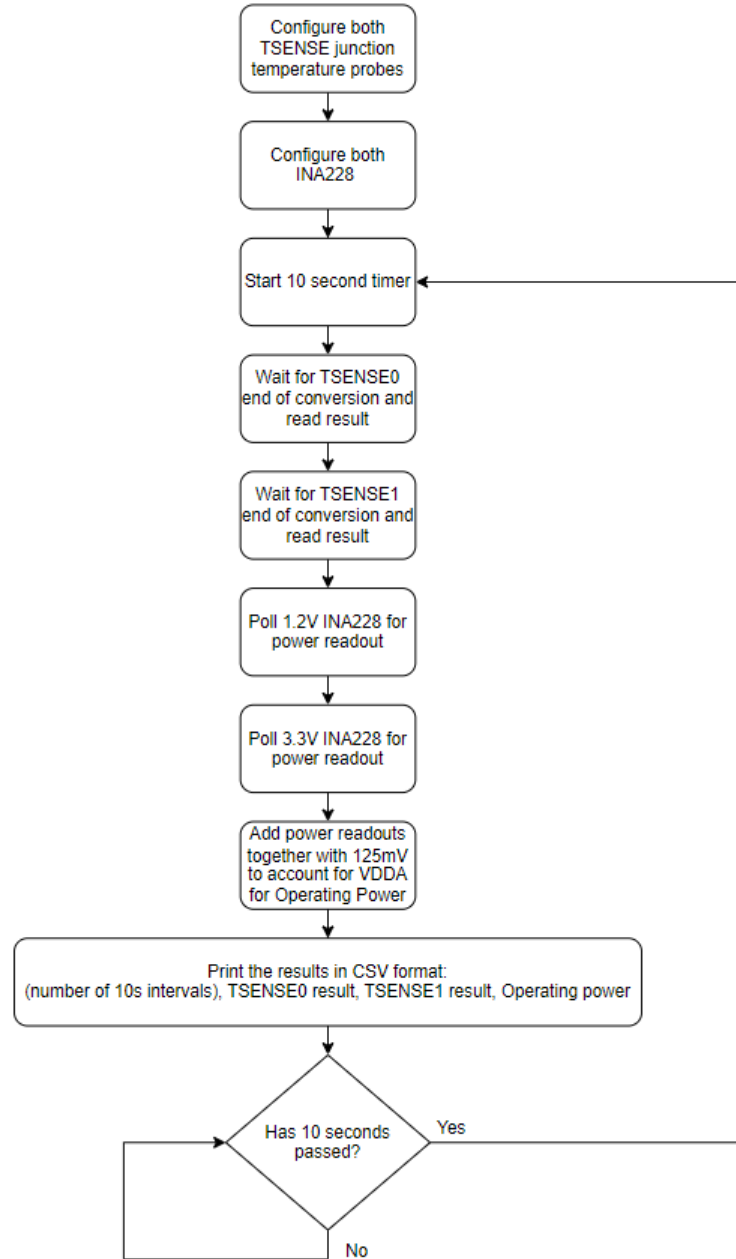 Configure both
TSENSE junction
temperature probes
Configure both
INA228
Start 10 second timer
Wait for TSENSE0
end of conversion and
read result
Wait for TSENSE1
end of conversion and
read result
Poll 1.2V INA228 for
power readout
Poll 3.3V INA228 for
power readout
Add power readouts
together with 125mV
to account for VDDA
for Operating Power
Print the results in CSV format:
(number of 10s intervals), TSENSE0 result, TSENSE1 result, Operating power
Has 10 seconds
passed?
Yes
No